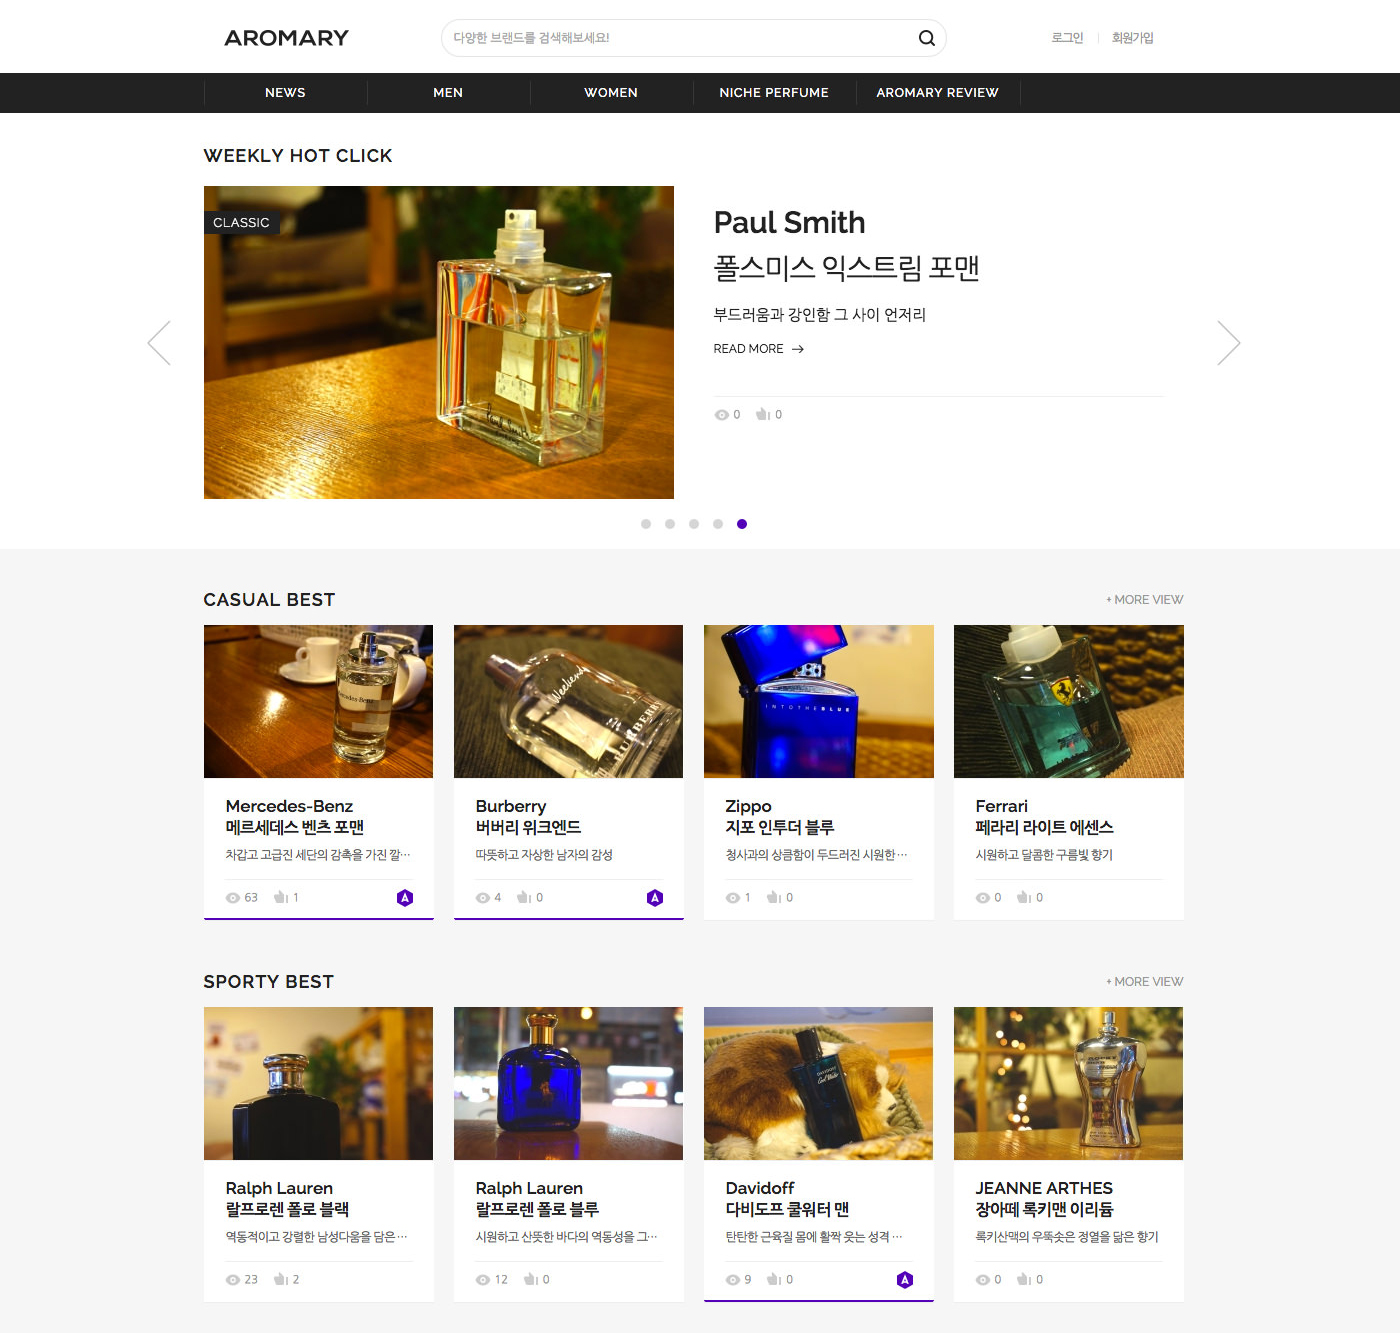 AROMARY
다양한 브랜드를 검색해보세요!
로그인
회원가입
NEWS
MEN
WOMEN
NICHE PERFUME
AROMARY REVIEW
WEEKLY HOT CLICK
CLASSIC
Paul Smith
Paul Smith
폴스미스 익스트림 포맨
부드러움과 강인함 그 사이 언저리
READ MORE →
0 0
CASUAL BEST
+ MORE VIEW
Mercedes-Benz
Weekend
BURBERRY
INTOTHEBLUE
Mercedes-Benz
메르세데스 벤츠 포맨
차갑고 고급진 세단의 감촉을 가진 깔···
63 1
A
Burberry
버버리 위크엔드
따뜻하고 자상한 남자의 감성
4 0
A
Zippo
지포 인투더 블루
청사과의 상큼함이 두드러진 시원한···
1 0
Ferrari
페라리 라이트 에센스
시원하고 달콤한 구름빛 향기
0 0
SPORTY BEST
+ MORE VIEW
DAVIDOFF
Cool Water
ROCKY
Ralph Lauren
랄프로렌 폴로 블랙
역동적이고 강렬한 남성다움을 담은···
23 2
Ralph Lauren
랄프로렌 폴로 블루
시원하고 산뜻한 바다의 역동성을 그···
12 0
Davidoff
다비도프 쿨워터 맨
탄탄한 근육질 몸에 활짝 웃는 성격 ···
9 0
A
JEANNE ARTHES
장아떼 록키맨 이리듐
록키산맥의 우뚝솟은 정열을 닮은 향기
0 0